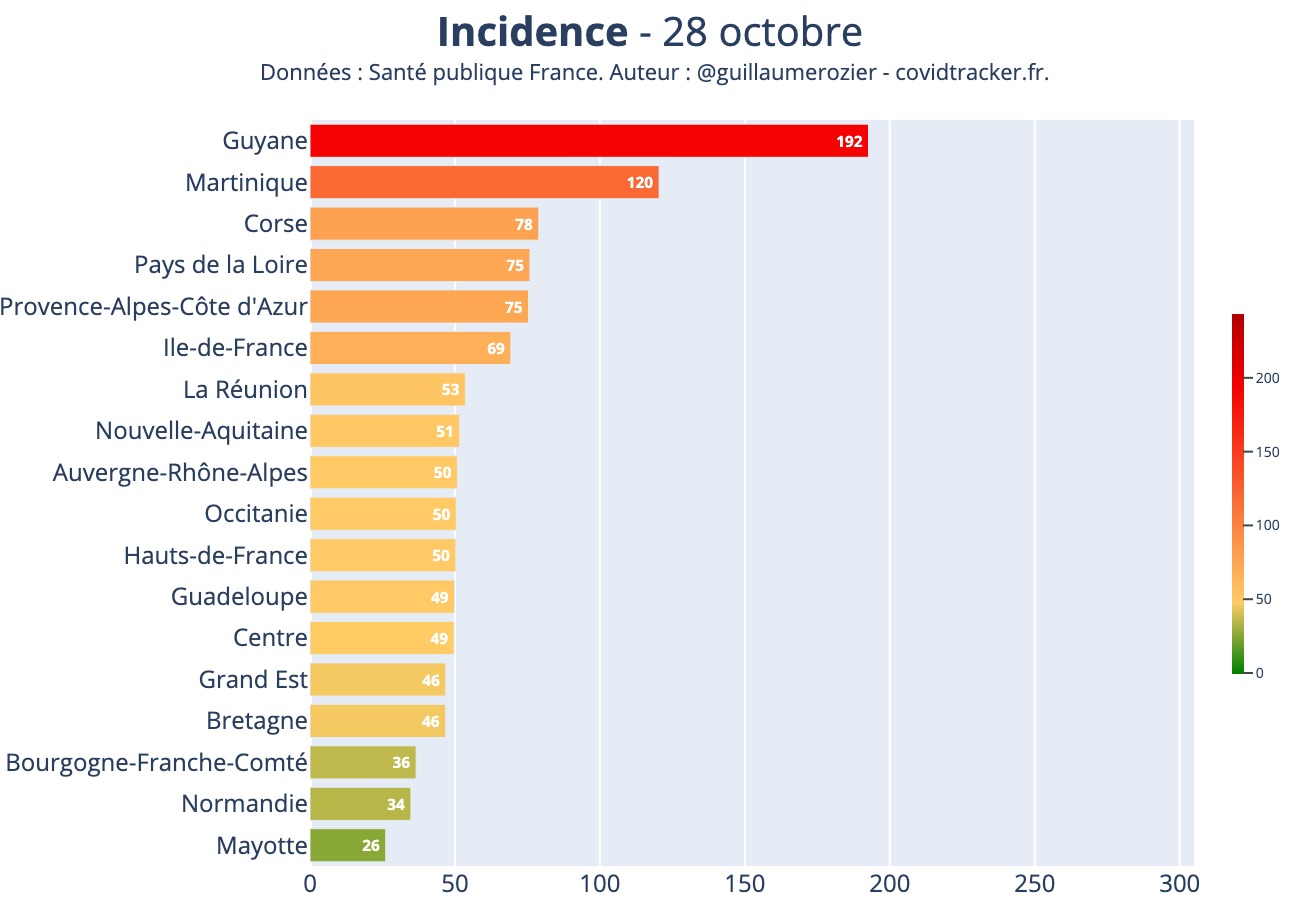 Incidence - 28 octobre
Données : Santé publique France. Auteur : @guillaumerozier - covidtracker.fr.
Guyane 192
Martinique 120
Corse 78
Pays de la Loire 75
Provence-Alpes-Côte d'Azur 75
Ile-de-France 69
La Réunion 53
Nouvelle-Aquitaine 51
Auvergne-Rhône-Alpes 50
Occitanie 50
Hauts-de-France 50
Guadeloupe 49
Centre 49
Grand Est 46
Bretagne 46
Bourgogne-Franche-Comté 36
Normandie 34
Mayotte 26
0 50 100 150 200 250 300
200
150
100
50
0